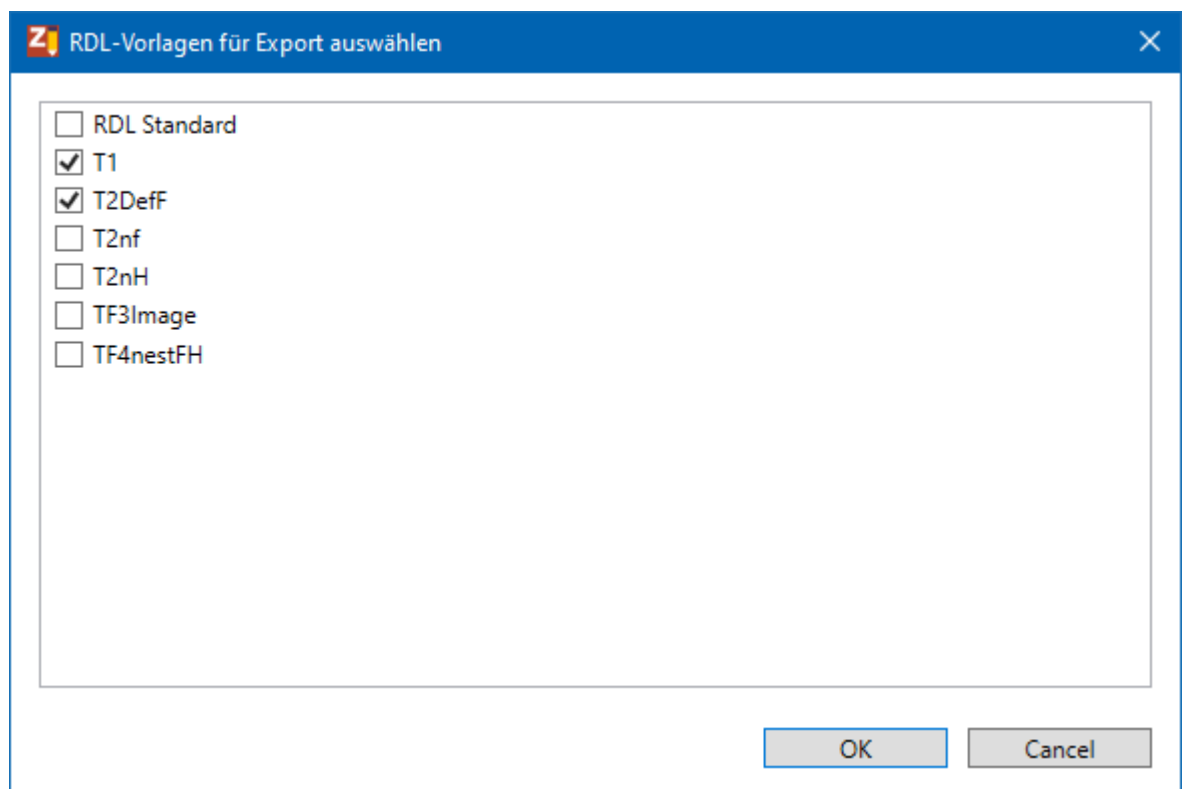 Z RDL-Vorlagen für Export auswählen
RDL Standard
T1
T2DefF
T2nf
T2nH
TF3Image
TF4nestFH
OK Cancel